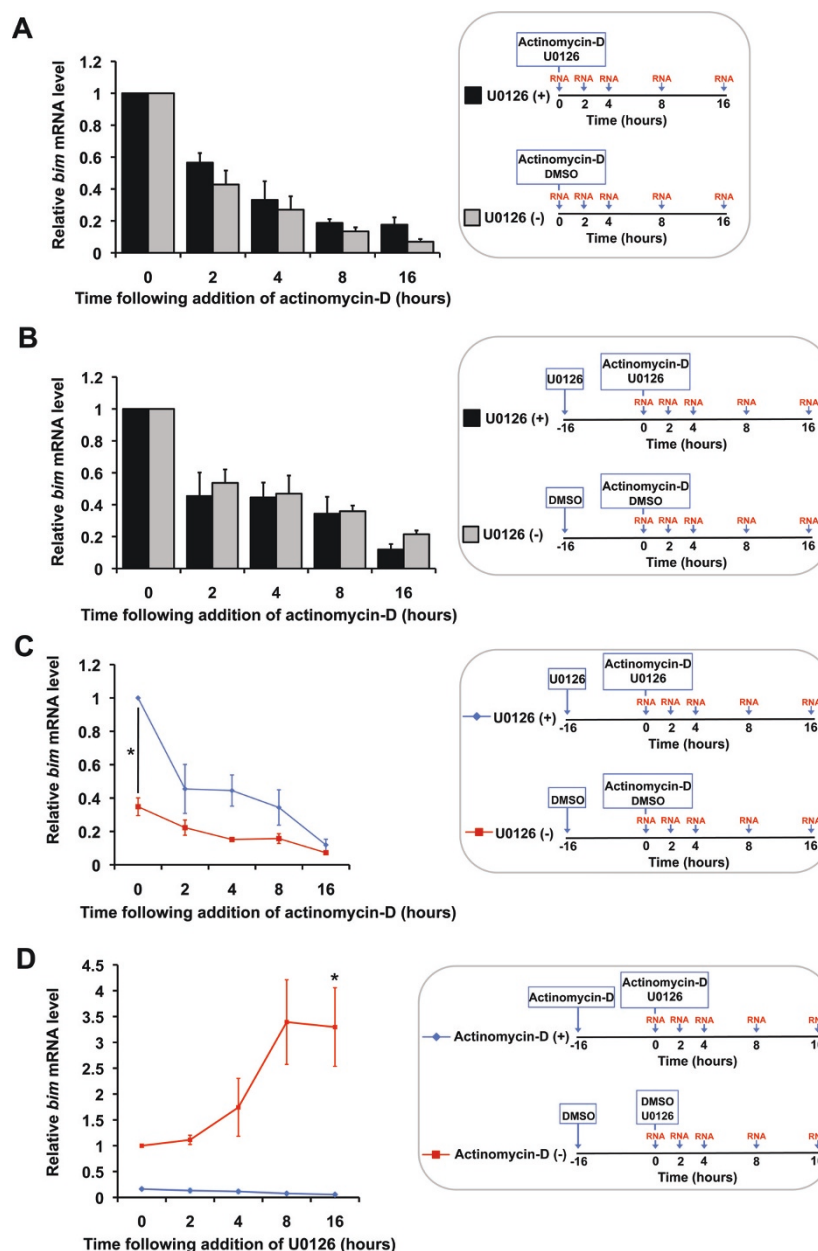 A
Relative bim mRNA level
1.2
1
0.8
0.6
0.4
0.2
0
0 2 4 8 16
Time following addition of actinomycin-D (hours)
Actinomycin-D
U0126
RNA RNA RNA RNA RNA
U0126 (+)
0 2 4 8 16
Time (hours)
Actinomycin-D
DMSO
RNA RNA RNA RNA RNA
U0126 (-)
0 2 4 8 16
Time (hours)
B
Relative bim mRNA level
1.2
1
0.8
0.6
0.4
0.2
0
0 2 4 8 16
Time following addition of actinomycin-D (hours)
U0126
Actinomycin-D
U0126
RNA RNA RNA RNA RNA
U0126 (+)
-16 0 2 4 8 16
Time (hours)
DMSO
Actinomycin-D
DMSO
RNA RNA RNA RNA RNA
U0126 (-)
-16 0 2 4 8 16
Time (hours)
C
Relative bim mRNA level
1.2
1
0.8
0.6
0.4
0.2
0
*
0 2 4 8 16
Time following addition of actinomycin-D (hours)
U0126
Actinomycin-D
U0126
RNA RNA RNA RNA RNA
U0126 (+)
-16 0 2 4 8 16
Time (hours)
DMSO
Actinomycin-D
DMSO
RNA RNA RNA RNA RNA
U0126 (-)
-16 0 2 4 8 16
Time (hours)
D
Relative bim mRNA level
4.5
4
3.5
3
2.5
2
1.5
1
0.5
0
*
0 2 4 8 16
Time following addition of U0126 (hours)
Actinomycin-D
Actinomycin-D
U0126
RNA RNA RNA RNA RNA
Actinomycin-D (+)
-16 0 2 4 8 16
Time (hours)
DMSO
DMSO
U0126
RNA RNA RNA RNA RNA
Actinomycin-D (-)
-16 0 2 4 8 16
Time (hours)